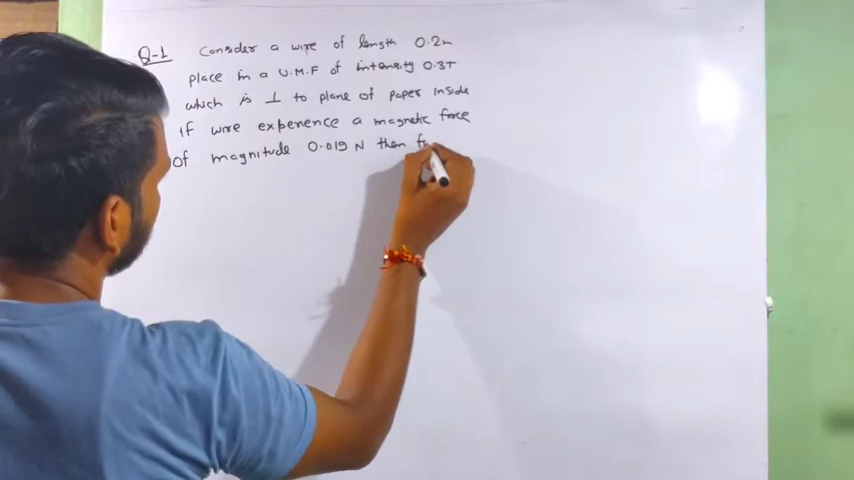 Q-1 Consider a wire of length 0.2m
place in a U.M.F of intensity 0.3T
which is ⊥ to plane of paper inside
if wire experience a magnetic force
of magnitude 0.019 N then